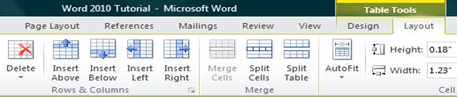 Word 2010 Tutorial - Microsoft Word
Table Tools
Page Layout References Mailings Review View Design Layout
Delete Insert Above Insert Below Insert Left Insert Right Merge Cells Split Cells Split Table AutoFit
Height: 0.18"
Width: 1.23"
Rows & Columns Merge Cell